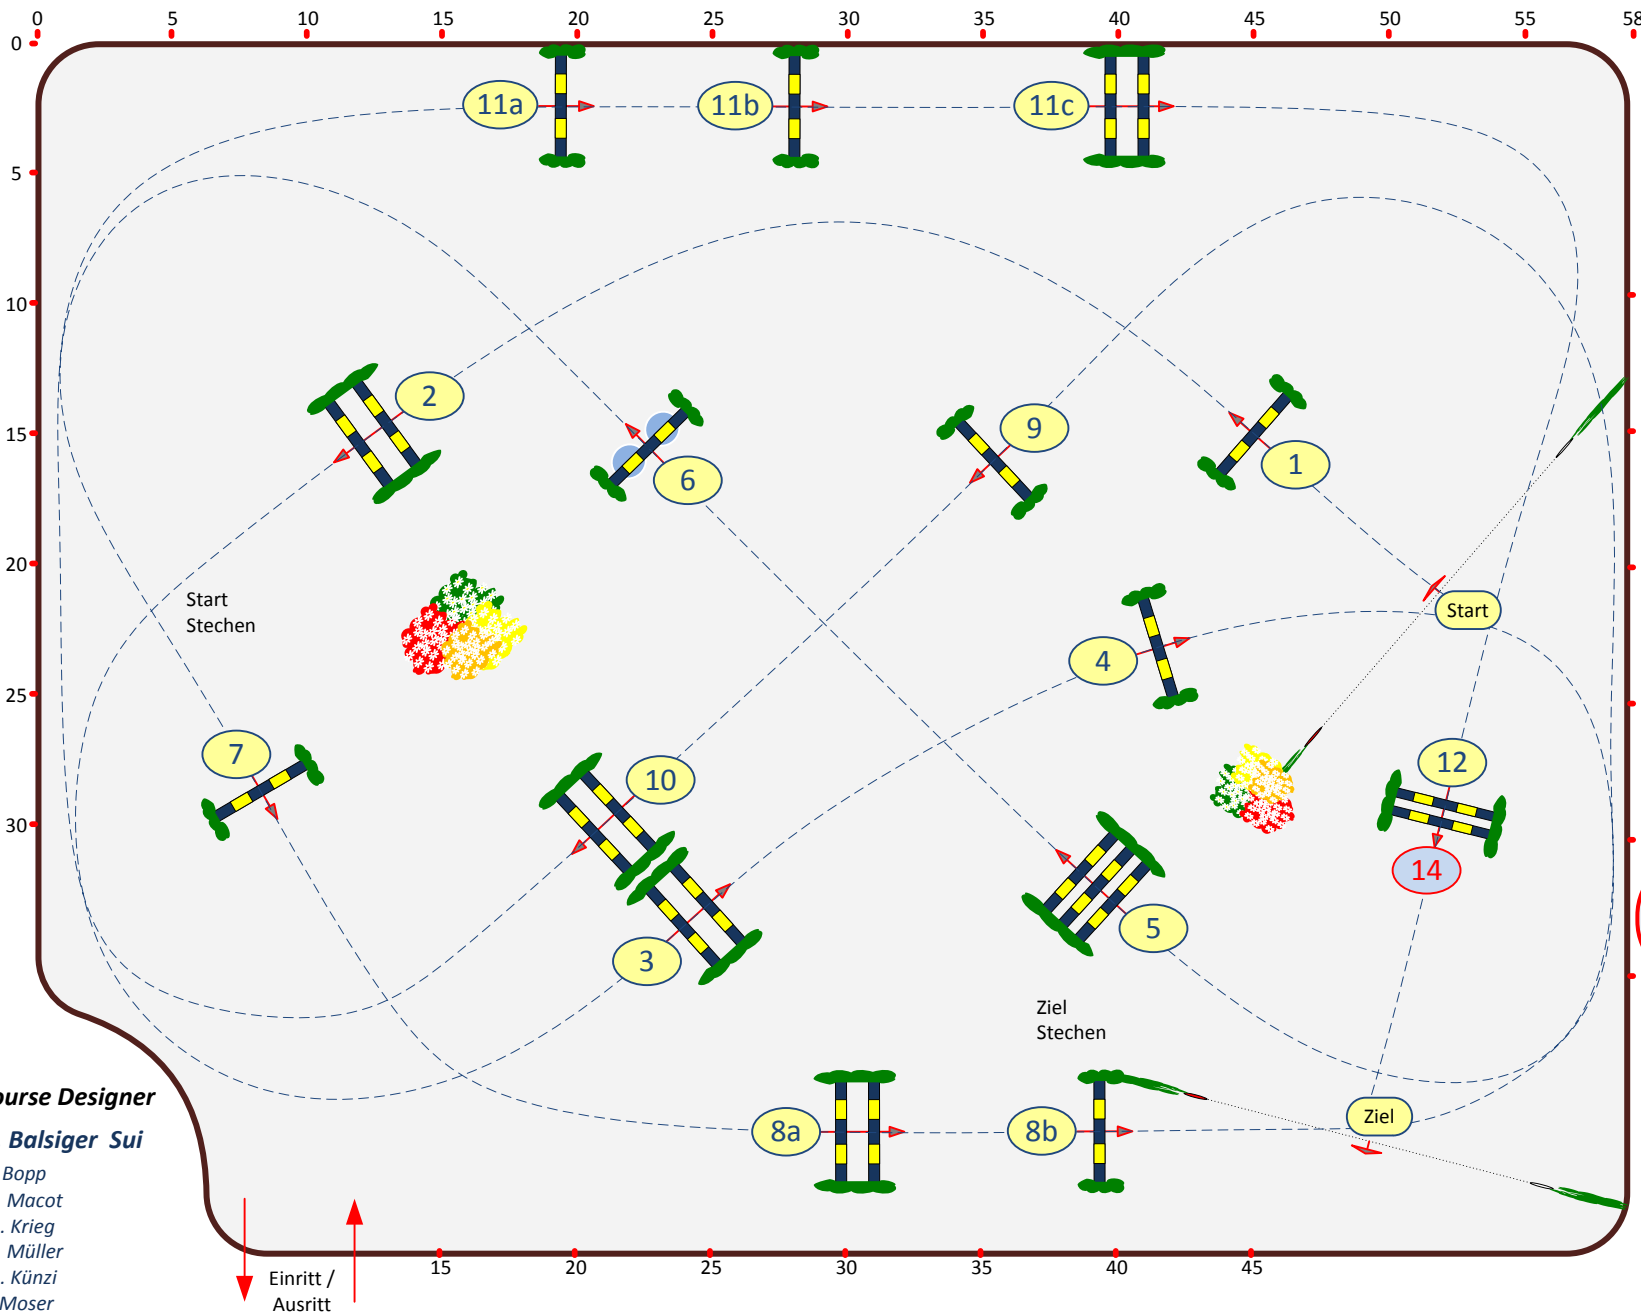 0 5 10 15 20 25 30 35 40 45 50 55 58
0
11a 11b 11c
5
10
2
9
15
1
6
20
Start
Stechen
Start
4
25
7
12
10
30
14
5
3
Ziel
Stechen
ourse Designer
Ziel
8a 8b
Balsiger Sui
Bopp
Macot
. Krieg
Müller
15 20 25 30 35 40 45
. Künzi
Einritt /
Moser
Ausritt